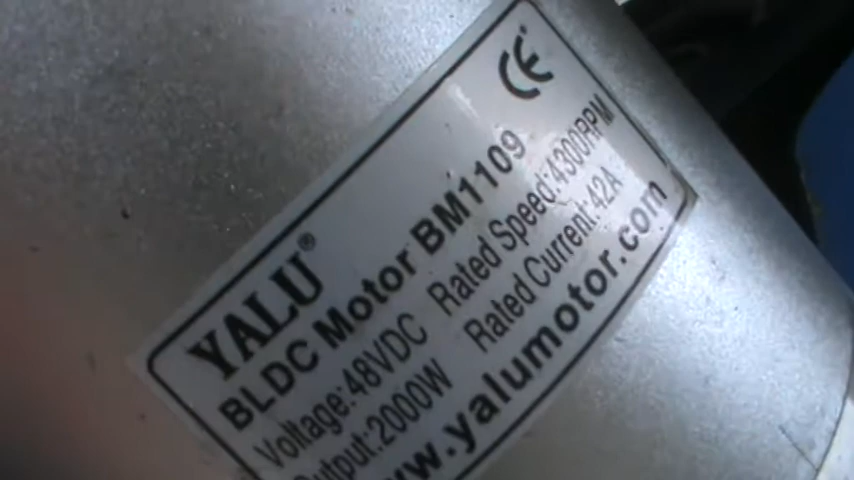 CE
YALU®
BLDC Motor BM1109
Voltage:48VDC Rated Speed:4300RPM
Output:2000W Rated Current:42A
www.yalumotor.com